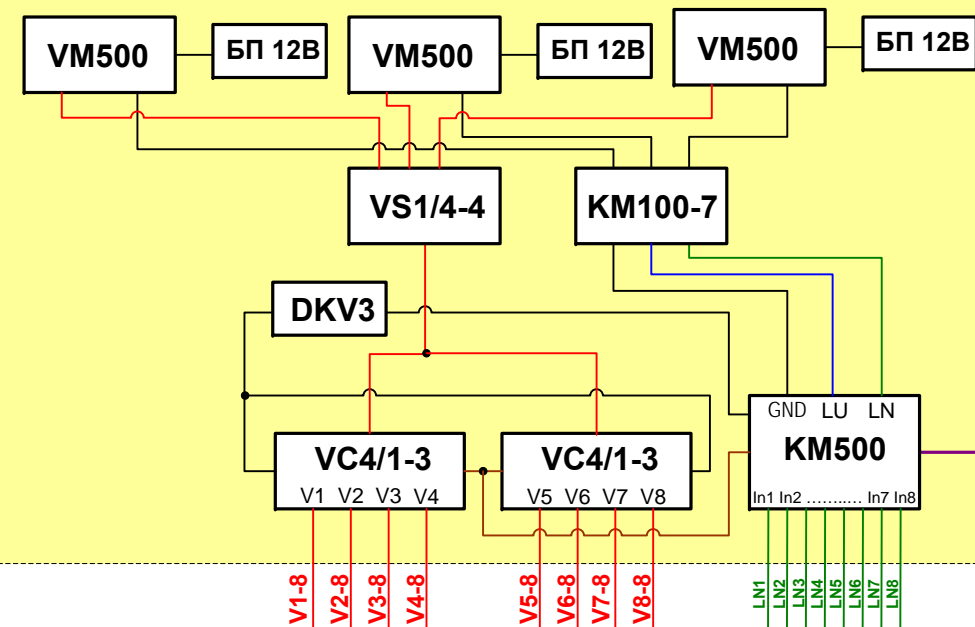 VM500
БП 12В
VM500
БП 12В
VM500
БП 12В
VS1/4-4
KM100-7
DKV3
GND LU LN
KM500
In1 In2 ........… In7 In8
VC4/1-3
V1 V2 V3 V4
VC4/1-3
V5 V6 V7 V8
V1-8
V2-8
V3-8
V4-8
V5-8
V6-8
V7-8
V8-8
LN1
LN2
LN3
LN4
LN5
LN6
LN7
LN8